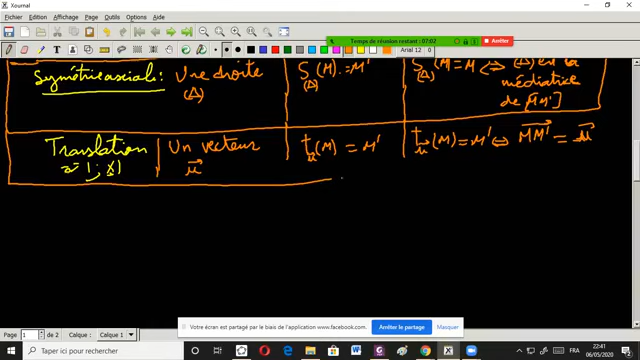 Xournal
Fichier Édition Affichage Journal Outils Options Aide
Temps de réunion restant : 07:02
Arrêter
Arial 12
Symétrie axiale : Une droite (Δ) S(Δ)(M) = M' S(Δ)(M = M' ⇔ (Δ) est la médiatrice de [MM']
Translation Un vecteur u⃗ t u⃗ (M) = M' t u⃗ (M) = M' ⇔ MM'⃗ = u⃗
Votre écran est partagé par le biais de l'application www.facebook.com. Arrêter le partage Masquer
Page 1 de 2 Calque : Calque 1
Taper ici pour rechercher
FRA
22:41
06/05/2020